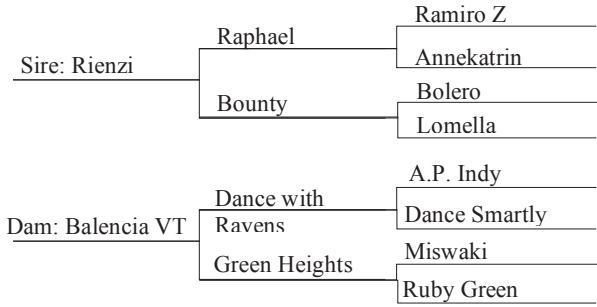 Ramiro Z
Raphael
Annekatrin
Sire: Rienzi
Bolero
Bounty
Lomella
A.P. Indy
Dance with
Ravens
Dance Smartly
Dam: Balencia VT
Miswaki
Green Heights
Ruby Green